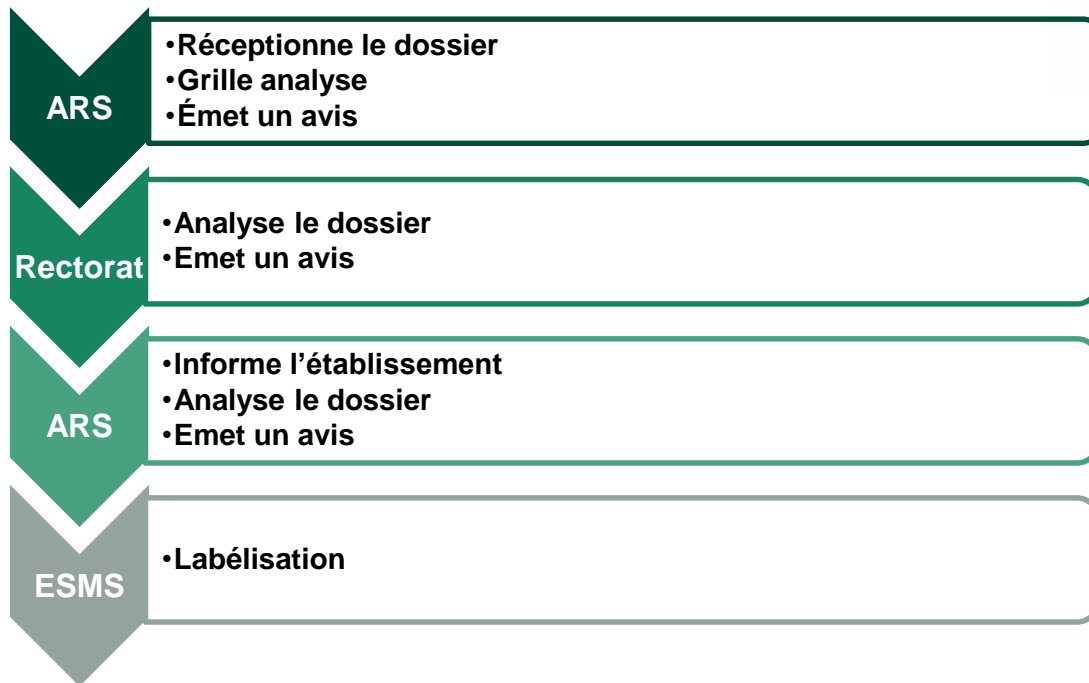 ARS
•Réceptionne le dossier
•Grille analyse
•Émet un avis
Rectorat
•Analyse le dossier
•Emet un avis
ARS
•Informe l’établissement
•Analyse le dossier
•Emet un avis
ESMS
•Labélisation